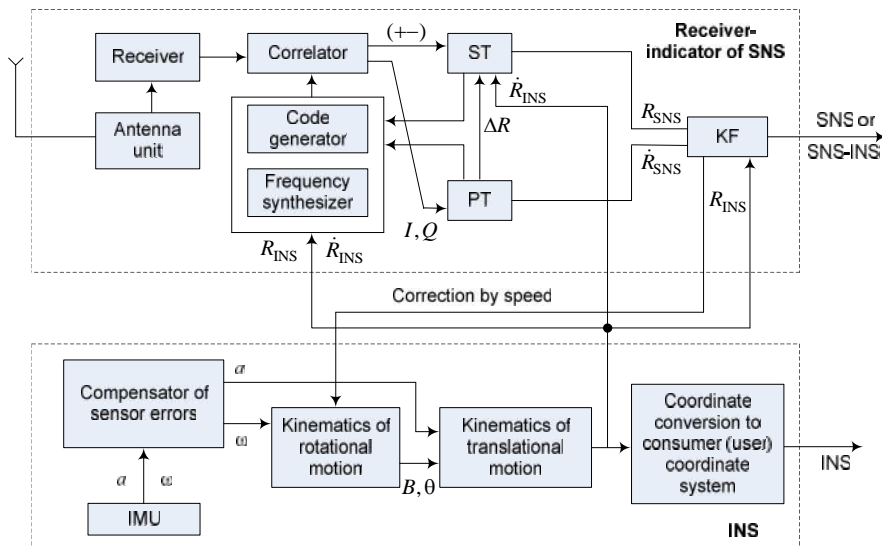 Receiver-
indicator of SNS
Receiver
Correlator
(+−)
ST
Antenna
unit
Code
generator
Frequency
synthesizer
Ṙ_INS
ΔR
R_SNS
KF
SNS or
SNS-INS
Ṙ_SNS
PT
R_INS
I, Q
R_INS
Ṙ_INS
Correction by speed
Compensator of
sensor errors
a
ω
Kinematics of
rotational
motion
B, θ
Kinematics of
translational
motion
Coordinate
conversion to
consumer (user)
coordinate
system
INS
a ω
IMU
INS